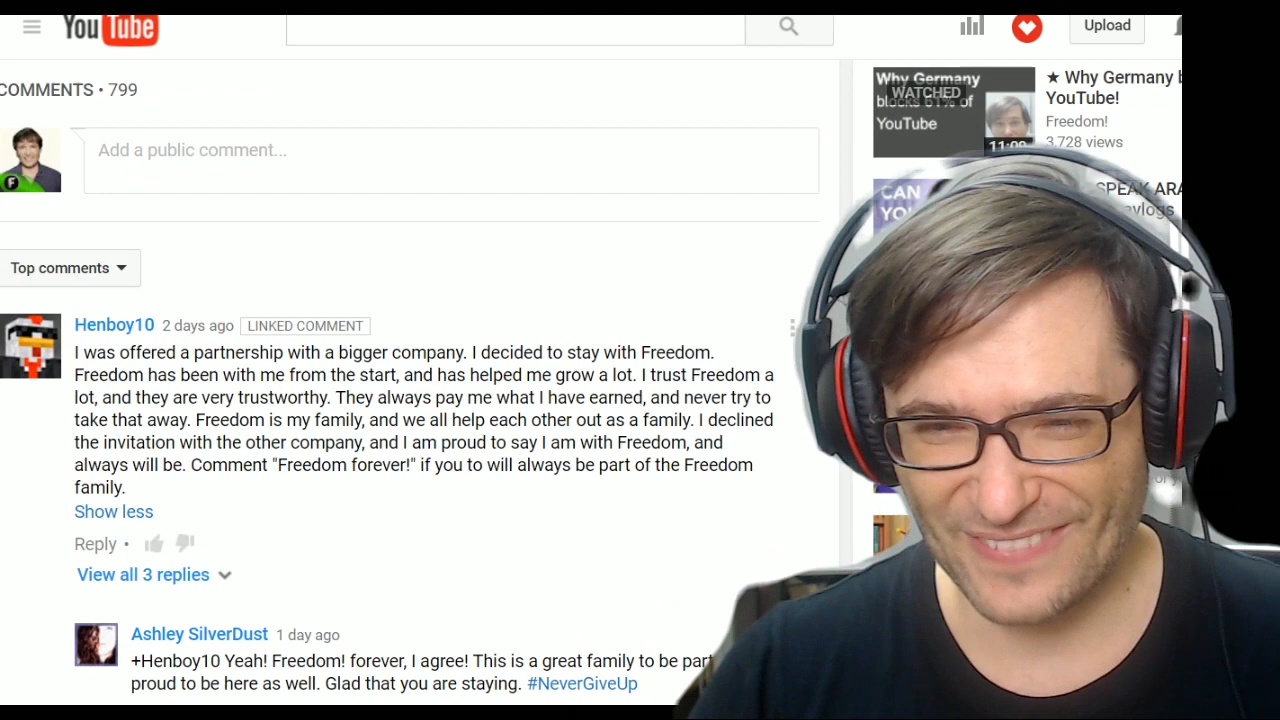 YouTube
Upload
COMMENTS • 799
Add a public comment...
Top comments
Henboy10 2 days ago LINKED COMMENT
I was offered a partnership with a bigger company. I decided to stay with Freedom.
Freedom has been with me from the start, and has helped me grow a lot. I trust Freedom a
lot, and they are very trustworthy. They always pay me what I have earned, and never try to
take that away. Freedom is my family, and we all help each other out as a family. I declined
the invitation with the other company, and I am proud to say I am with Freedom, and
always will be. Comment "Freedom forever!" if you to will always be part of the Freedom
family.
Show less
Reply •
View all 3 replies
Ashley SilverDust 1 day ago
+Henboy10 Yeah! Freedom! forever, I agree! This is a great family to be part
proud to be here as well. Glad that you are staying. #NeverGiveUp
Why Germany
WATCHED
blocks 61% of
YouTube
11:09
★ Why Germany
YouTube!
Freedom!
3,728 views
CAN
SPEAK
F